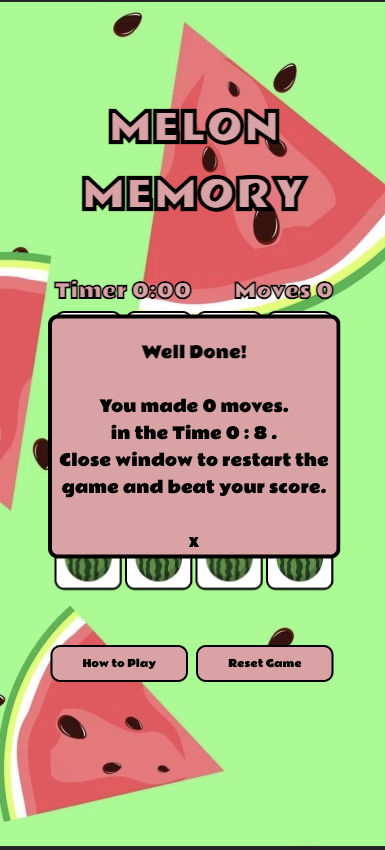 MELON
MEMORY
Timer 0:00 Moves 0
Well Done!
You made 0 moves.
in the Time 0 : 8 .
Close window to restart the
game and beat your score.
x
How to Play Reset Game